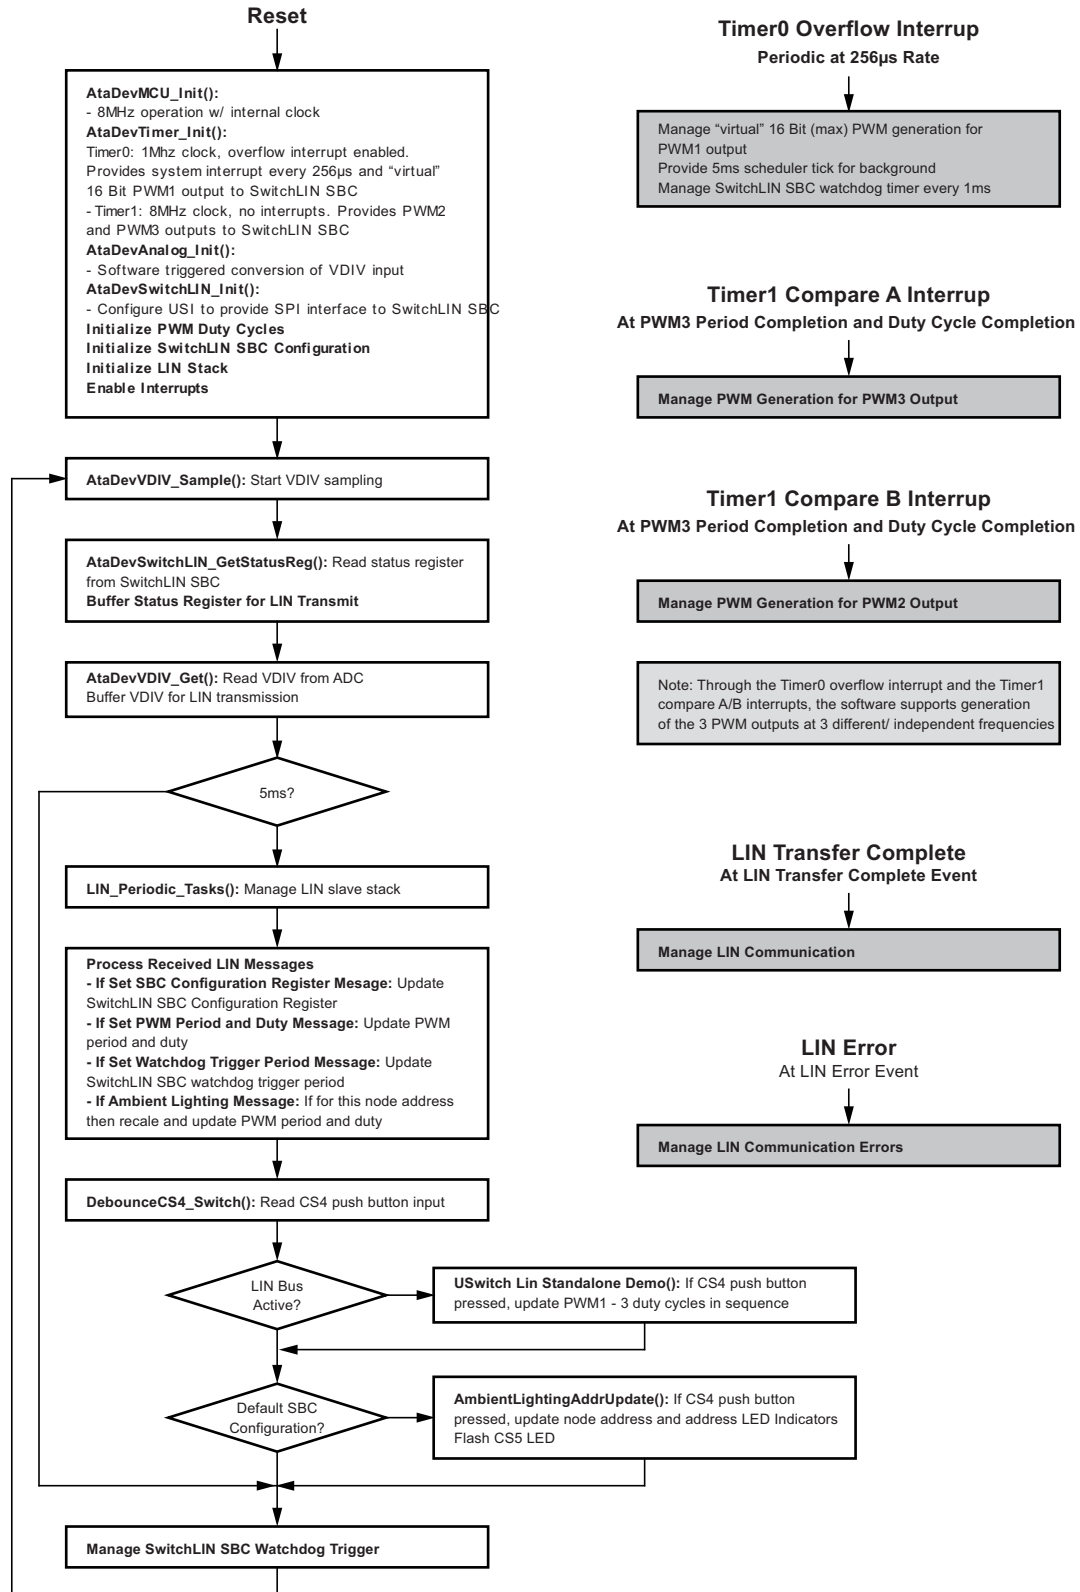 Reset
AtaDevMCU_Init():
- 8MHz operation w/ internal clock
AtaDevTimer_Init():
Timer0: 1Mhz clock, overflow interrupt enabled.
Provides system interrupt every 256µs and “virtual”
16 Bit PWM1 output to SwitchLIN SBC
- Timer1: 8MHz clock, no interrupts. Provides PWM2
and PWM3 outputs to SwitchLIN SBC
AtaDevAnalog_Init():
- Software triggered conversion of VDIV input
AtaDevSwitchLIN_Init():
- Configure USI to provide SPI interface to SwitchLIN SBC
Initialize PWM Duty Cycles
Initialize SwitchLIN SBC Configuration
Initialize LIN Stack
Enable Interrupts
AtaDevVDIV_Sample(): Start VDIV sampling
AtaDevSwitchLIN_GetStatusReg(): Read status register
from SwitchLIN SBC
Buffer Status Register for LIN Transmit
AtaDevVDIV_Get(): Read VDIV from ADC
Buffer VDIV for LIN transmission
5ms?
LIN_Periodic_Tasks(): Manage LIN slave stack
Process Received LIN Messages
- If Set SBC Configuration Register Mesage: Update
SwitchLIN SBC Configuration Register
- If Set PWM Period and Duty Message: Update PWM
period and duty
- If Set Watchdog Trigger Period Message: Update
SwitchLIN SBC watchdog trigger period
- If Ambient Lighting Message: If for this node address
then recale and update PWM period and duty
DebounceCS4_Switch(): Read CS4 push button input
LIN Bus
Active?
USwitch Lin Standalone Demo(): If CS4 push button
pressed, update PWM1 - 3 duty cycles in sequence
Default SBC
Configuration?
AmbientLightingAddrUpdate(): If CS4 push button
pressed, update node address and address LED Indicators
Flash CS5 LED
Manage SwitchLIN SBC Watchdog Trigger
Timer0 Overflow Interrup
Periodic at 256µs Rate
Manage “virtual” 16 Bit (max) PWM generation for
PWM1 output
Provide 5ms scheduler tick for background
Manage SwitchLIN SBC watchdog timer every 1ms
Timer1 Compare A Interrup
At PWM3 Period Completion and Duty Cycle Completion
Manage PWM Generation for PWM3 Output
Timer1 Compare B Interrup
At PWM3 Period Completion and Duty Cycle Completion
Manage PWM Generation for PWM2 Output
Note: Through the Timer0 overflow interrupt and the Timer1
compare A/B interrupts, the software supports generation
of the 3 PWM outputs at 3 different/ independent frequencies
LIN Transfer Complete
At LIN Transfer Complete Event
Manage LIN Communication
LIN Error
At LIN Error Event
Manage LIN Communication Errors